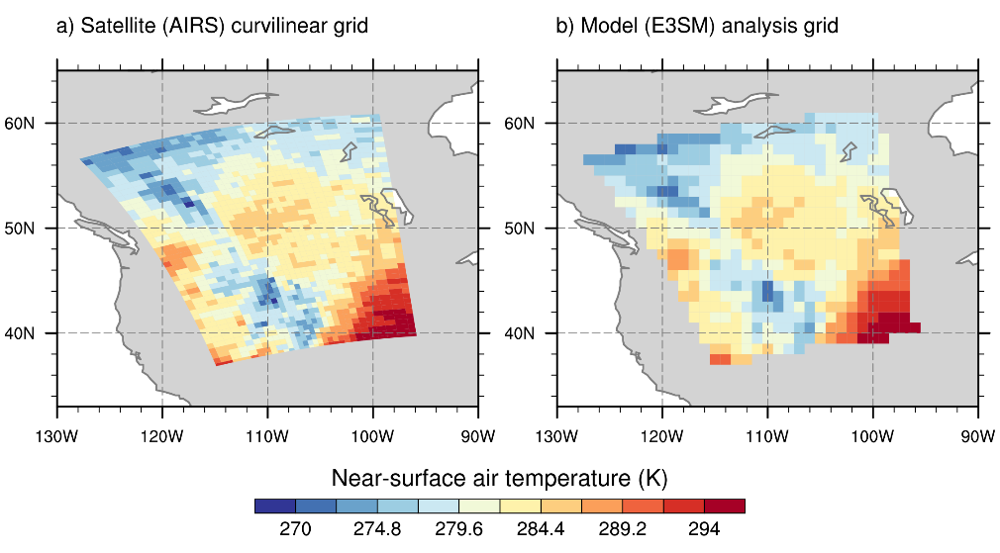 a) Satellite (AIRS) curvilinear grid
b) Model (E3SM) analysis grid
60N
50N
40N
130W 120W 110W 100W 90W
60N
50N
40N
130W 120W 110W 100W 90W
Near-surface air temperature (K)
270 274.8 279.6 284.4 289.2 294